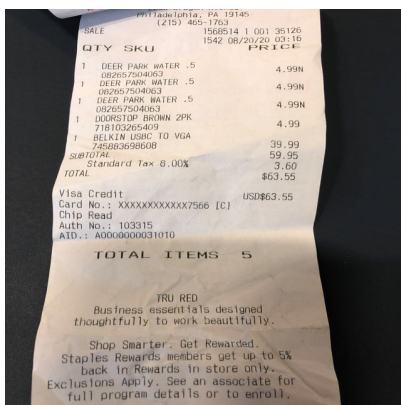 Philadelphia, PA 19145
(215) 465-1763
SALE 1568514 1 001 35126
1542 08/20/20 03:16
QTY SKU PRICE
1 DEER PARK WATER .5
082657504063 4.99N
1 DEER PARK WATER .5
082657504063 4.99N
1 DEER PARK WATER .5
082657504063 4.99N
1 DOORSTOP BROWN 2PK
718103265409 4.99
1 BELKIN USBC TO VGA
745883698608 39.99
SUBTOTAL 59.95
Standard Tax 8.00% 3.60
TOTAL $63.55
Visa Credit USD$63.55
Card No.: XXXXXXXXXXXX7566 [C]
Chip Read
Auth No.: 103315
AID.: A0000000031010
TOTAL ITEMS 5
TRU RED
Business essentials designed
thoughtfully to work beautifully.
Shop Smarter. Get Rewarded.
Staples Rewards members get up to 5%
back in Rewards in store only.
Exclusions Apply. See an associate for
full program details or to enroll.